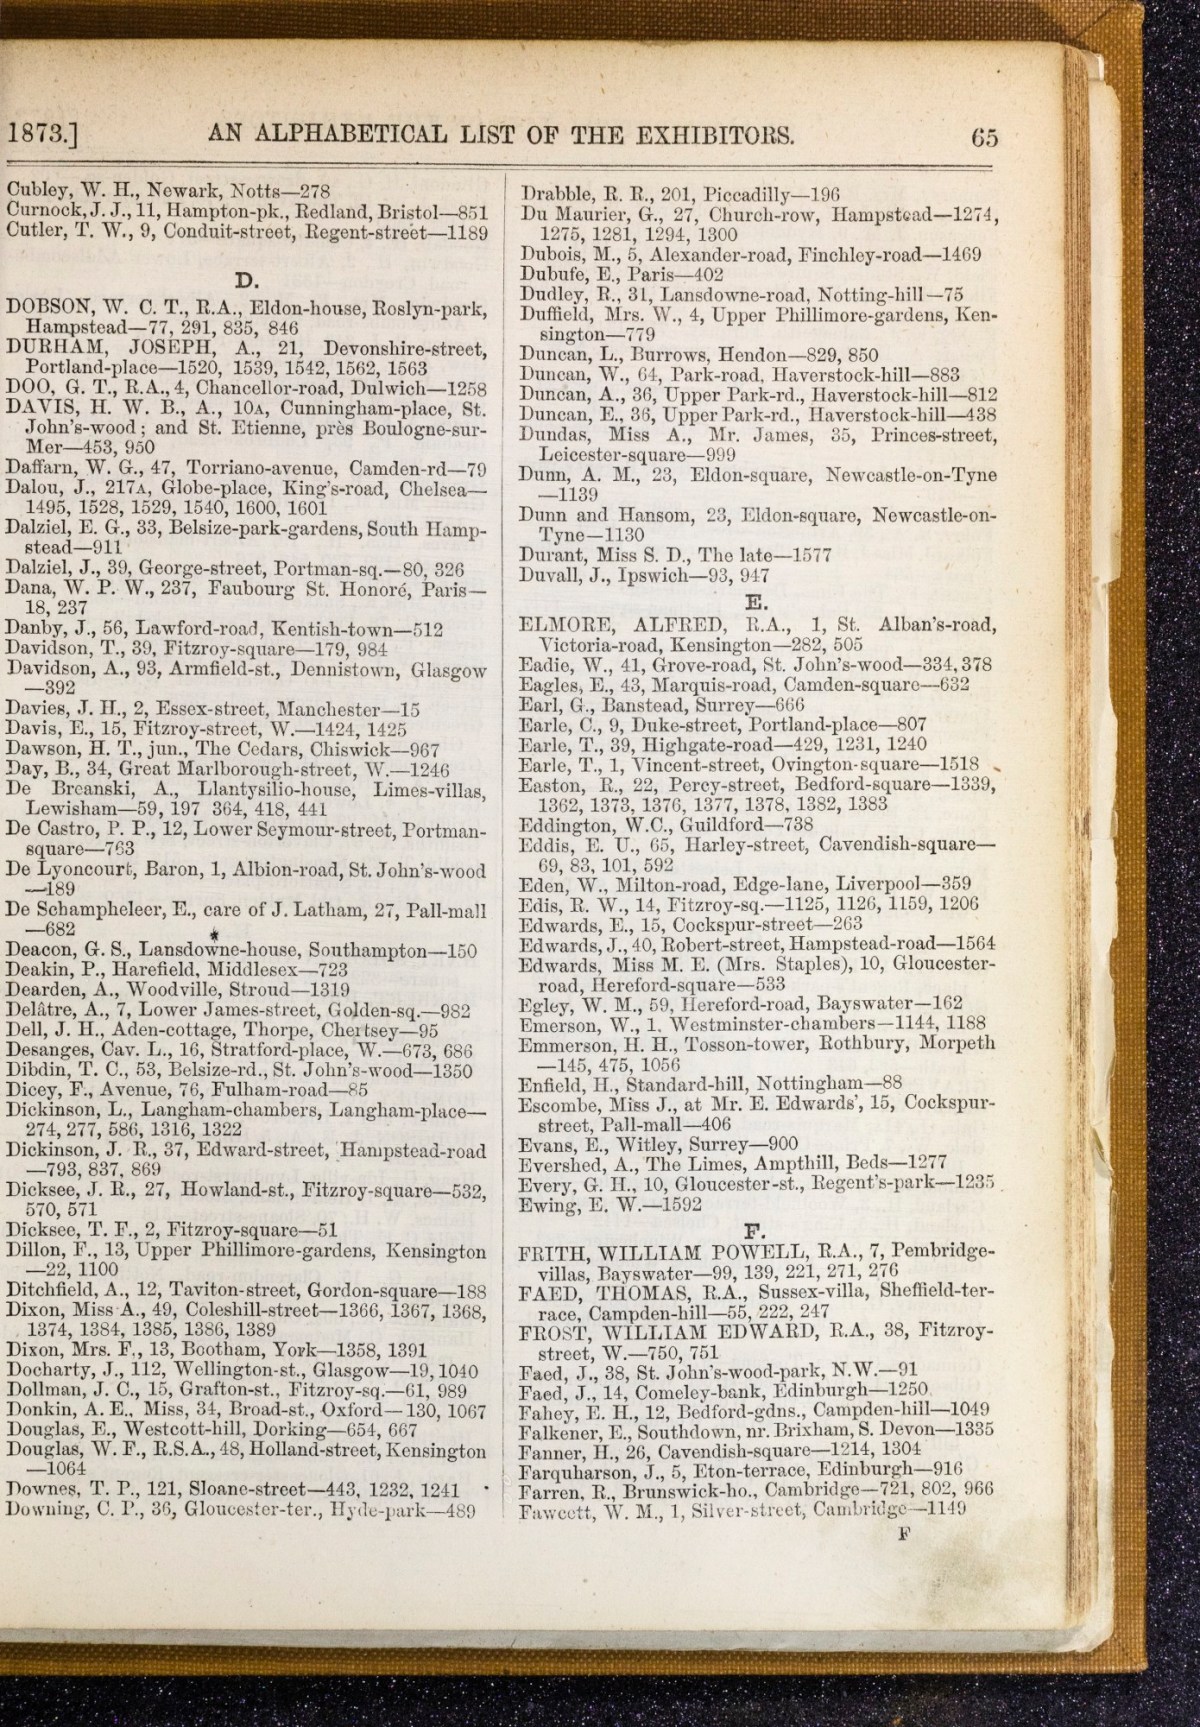 1873.] AN ALPHABETICAL LIST OF THE EXHIBITORS. 65
Cubley, W. H., Newark, Notts—278
Curnock, J. J., 11, Hampton-pk., Redland, Bristol—851
Cutler, T. W., 9, Conduit-street, Regent-street—1189
D.
DOBSON, W. C. T., R.A., Eldon-house, Roslyn-park,
Hampstead—77, 291, 835, 846
DURHAM, JOSEPH, A., 21, Devonshire-street,
Portland-place—1520, 1539, 1542, 1562, 1563
DOO, G. T., R.A., 4, Chancellor-road, Dulwich—1258
DAVIS, H. W. B., A., 10A, Cunningham-place, St.
John's-wood; and St. Etienne, près Boulogne-sur-
Mer—453, 950
Daffarn, W. G., 47, Torriano-avenue, Camden-rd—79
Dalou, J., 217A, Globe-place, King's-road, Chelsea—
1495, 1528, 1529, 1540, 1600, 1601
Dalziel, E. G., 33, Belsize-park-gardens, South Hamp-
stead—911
Dalziel, J., 39, George-street, Portman-sq.—80, 326
Dana, W. P. W., 237, Faubourg St. Honoré, Paris—
18, 237
Danby, J., 56, Lawford-road, Kentish-town—512
Davidson, T., 39, Fitzroy-square—179, 984
Davidson, A., 93, Armfield-st., Dennistown, Glasgow
—392
Davies, J. H., 2, Essex-street, Manchester—15
Davis, E., 15, Fitzroy-street, W.—1424, 1425
Dawson, H. T., jun., The Cedars, Chiswick—967
Day, B., 34, Great Marlborough-street, W.—1246
De Breanski, A., Llantysilio-house, Limes-villas,
Lewisham—59, 197 364, 418, 441
De Castro, P. P., 12, Lower Seymour-street, Portman-
square—763
De Lyoncourt, Baron, 1, Albion-road, St. John's-wood
—189
De Schampheleer, E., care of J. Latham, 27, Pall-mall
—682
Deacon, G. S., Lansdowne-house, Southampton—150
Deakin, P., Harefield, Middlesex—723
Dearden, A., Woodville, Stroud—1319
Delâtre, A., 7, Lower James-street, Golden-sq.—982
Dell, J. H., Aden-cottage, Thorpe, Chertsey—95
Desanges, Cav. L., 16, Stratford-place, W.—673, 686
Dibdin, T. C., 53, Belsize-rd., St. John's-wood—1350
Dicey, F., Avenue, 76, Fulham-road—85
Dickinson, L., Langham-chambers, Langham-place—
274, 277, 586, 1316, 1322
Dickinson, J. R., 37, Edward-street, Hampstead-road
—793, 837, 869
Dicksee, J. R., 27, Howland-st., Fitzroy-square—532,
570, 571
Dicksee, T. F., 2, Fitzroy-square—51
Dillon, F., 13, Upper Phillimore-gardens, Kensington
—22, 1100
Ditchfield, A., 12, Taviton-street, Gordon-square—188
Dixon, Miss A., 49, Coleshill-street—1366, 1367, 1368,
1374, 1384, 1385, 1386, 1389
Dixon, Mrs. F., 13, Bootham, York—1358, 1391
Docharty, J., 112, Wellington-st., Glasgow—19, 1040
Dollman, J. C., 15, Grafton-st., Fitzroy-sq.—61, 989
Donkin, A. E., Miss, 34, Broad-st., Oxford—130, 1067
Douglas, E., Westcott-hill, Dorking—654, 667
Douglas, W. F., R.S.A., 48, Holland-street, Kensington
—1064
Downes, T. P., 121, Sloane-street—443, 1232, 1241
Downing, C. P., 36, Gloucester-ter., Hyde-park—489
Drabble, R. R., 201, Piccadilly—196
Du Maurier, G., 27, Church-row, Hampstead—1274,
1275, 1281, 1294, 1300
Dubois, M., 5, Alexander-road, Finchley-road—1469
Dubufe, E., Paris—402
Dudley, R., 31, Lansdowne-road, Notting-hill—75
Duffield, Mrs. W., 4, Upper Phillimore-gardens, Ken-
sington—779
Duncan, L., Burrows, Hendon—829, 850
Duncan, W., 64, Park-road, Haverstock-hill—883
Duncan, A., 36, Upper Park-rd., Haverstock-hill—812
Duncan, E., 36, Upper Park-rd., Haverstock-hill—438
Dundas, Miss A., Mr. James, 35, Princes-street,
Leicester-square—999
Dunn, A. M., 23, Eldon-square, Newcastle-on-Tyne
—1139
Dunn and Hansom, 23, Eldon-square, Newcastle-on-
Tyne—1130
Durant, Miss S. D., The late—1577
Duvall, J., Ipswich—93, 947
E.
ELMORE, ALFRED, R.A., 1, St. Alban's-road,
Victoria-road, Kensington—282, 505
Eadie, W., 41, Grove-road, St. John's-wood—334, 378
Eagles, E., 43, Marquis-road, Camden-square—632
Earl, G., Banstead, Surrey—666
Earle, C., 9, Duke-street, Portland-place—807
Earle, T., 39, Highgate-road—429, 1231, 1240
Earle, T., 1, Vincent-street, Ovington-square—1518
Easton, R., 22, Percy-street, Bedford-square—1339,
1362, 1373, 1376, 1377, 1378, 1382, 1383
Eddington, W.C., Guildford—738
Eddis, E. U., 65, Harley-street, Cavendish-square—
69, 83, 101, 592
Eden, W., Milton-road, Edge-lane, Liverpool—359
Edis, R. W., 14, Fitzroy-sq.—1125, 1126, 1159, 1206
Edwards, E., 15, Cockspur-street—263
Edwards, J., 40, Robert-street, Hampstead-road—1564
Edwards, Miss M. E. (Mrs. Staples), 10, Gloucester-
road, Hereford-square—533
Egley, W. M., 59, Hereford-road, Bayswater—162
Emerson, W., 1, Westminster-chambers—1144, 1188
Emmerson, H. H., Tosson-tower, Rothbury, Morpeth
—145, 475, 1056
Enfield, H., Standard-hill, Nottingham—88
Escombe, Miss J., at Mr. E. Edwards', 15, Cockspur-
street, Pall-mall—406
Evans, E., Witley, Surrey—900
Evershed, A., The Limes, Ampthill, Beds—1277
Every, G. H., 10, Gloucester-st., Regent's-park—1235
Ewing, E. W.—1592
F.
FRITH, WILLIAM POWELL, R.A., 7, Pembridge-
villas, Bayswater—99, 139, 221, 271, 276
FAED, THOMAS, R.A., Sussex-villa, Sheffield-ter-
race, Campden-hill—55, 222, 247
FROST, WILLIAM EDWARD, R.A., 38, Fitzroy-
street, W.—750, 751
Faed, J., 38, St. John's-wood-park, N.W.—91
Faed, J., 14, Comeley-bank, Edinburgh—1250
Fahey, E. H., 12, Bedford-gdns., Campden-hill—1049
Falkener, E., Southdown, nr. Brixham, S. Devon—1335
Fanner, H., 26, Cavendish-square—1214, 1304
Farquharson, J., 5, Eton-terrace, Edinburgh—916
Farren, R., Brunswick-ho., Cambridge—721, 802, 966
Fawcett, W. M., 1, Silver-street, Cambridge—1149
F